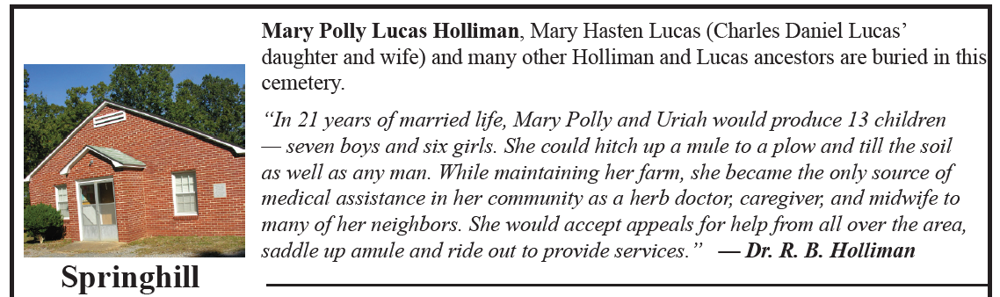 Mary Polly Lucas Holliman, Mary Hasten Lucas (Charles Daniel Lucas’
daughter and wife) and many other Holliman and Lucas ancestors are buried in this
cemetery.
“In 21 years of married life, Mary Polly and Uriah would produce 13 children
— seven boys and six girls. She could hitch up a mule to a plow and till the soil
as well as any man. While maintaining her farm, she became the only source of
medical assistance in her community as a herb doctor, caregiver, and midwife to
many of her neighbors. She would accept appeals for help from all over the area,
saddle up amule and ride out to provide services.” — Dr. R. B. Holliman
Springhill